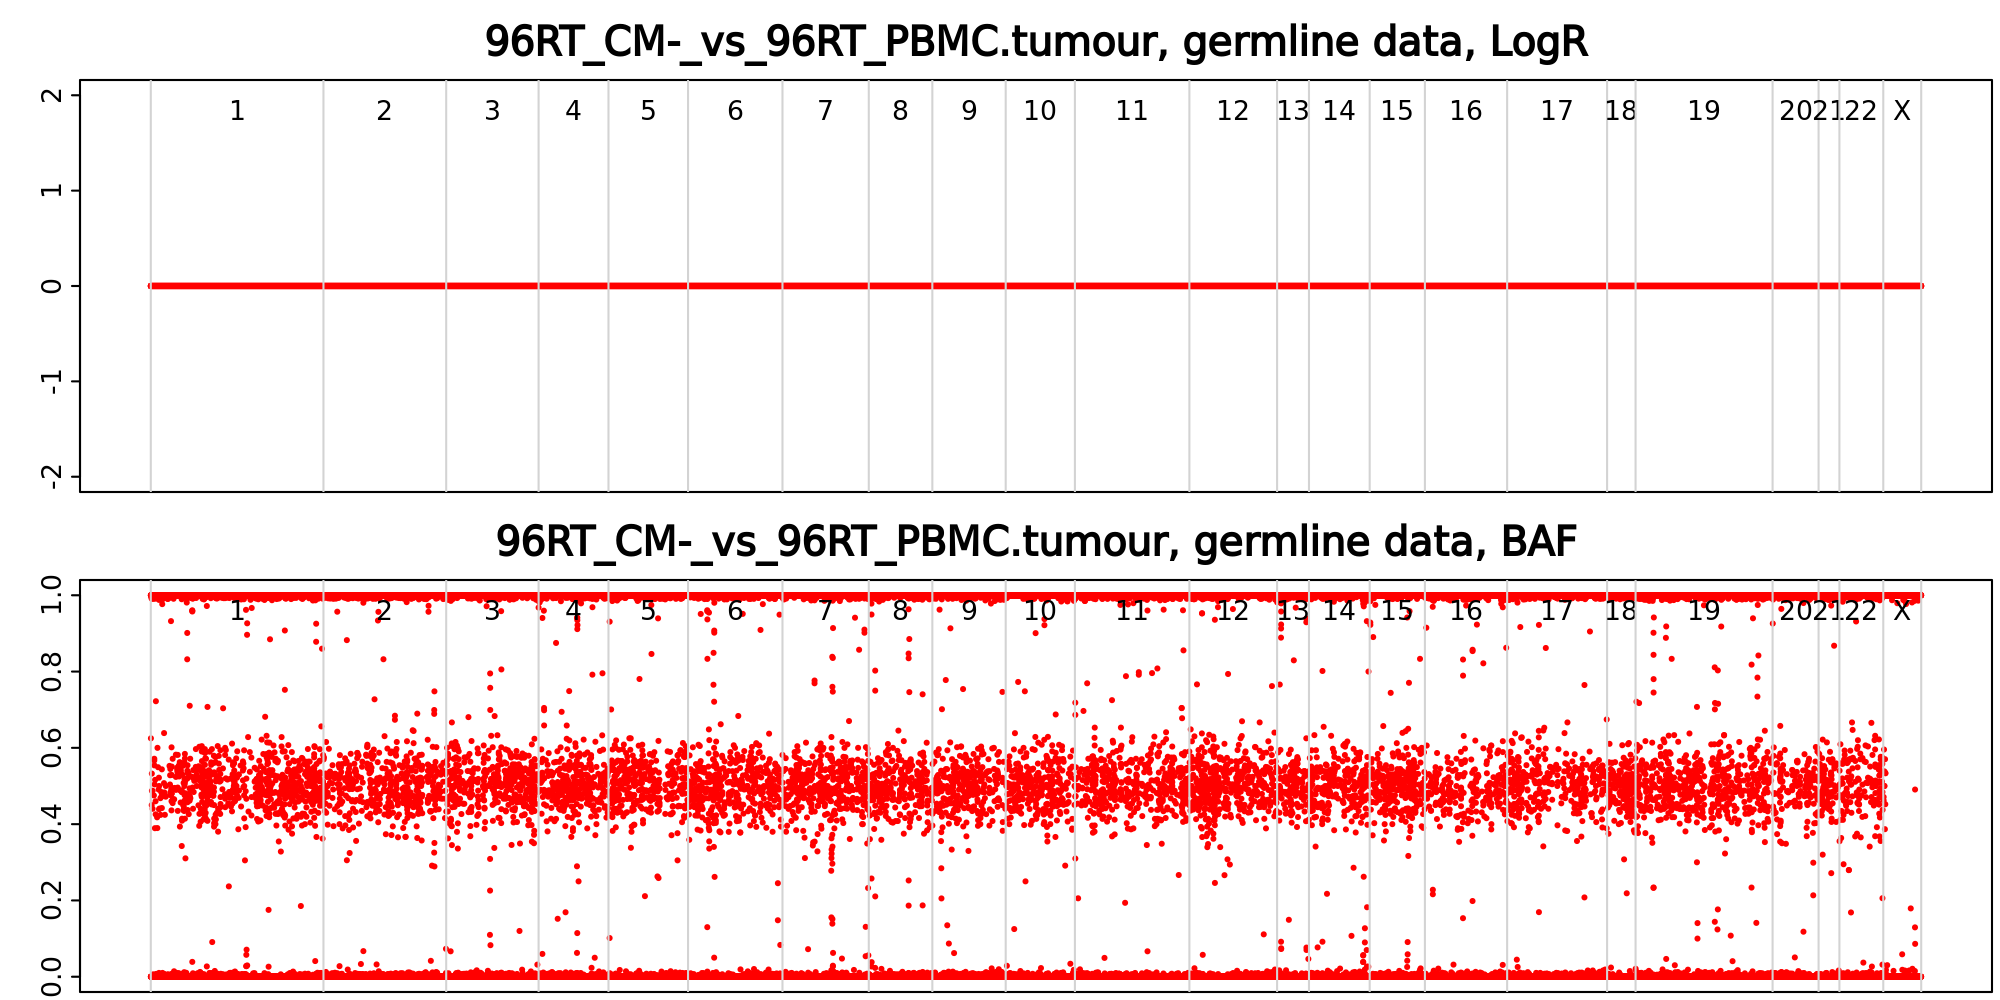 96RT_CM-_vs_96RT_PBMC.tumour, germline data, LogR
2
1 2 3 4 5 6 7 8 9 10 11 12 13 14 15 16 17 18 19 20 21 22 X
1
0
-1
-2
96RT_CM-_vs_96RT_PBMC.tumour, germline data, BAF
1.0
1 2 3 4 5 6 7 8 9 10 11 12 13 14 15 16 17 18 19 20 21 22 X
0.8
0.6
0.4
0.2
0.0